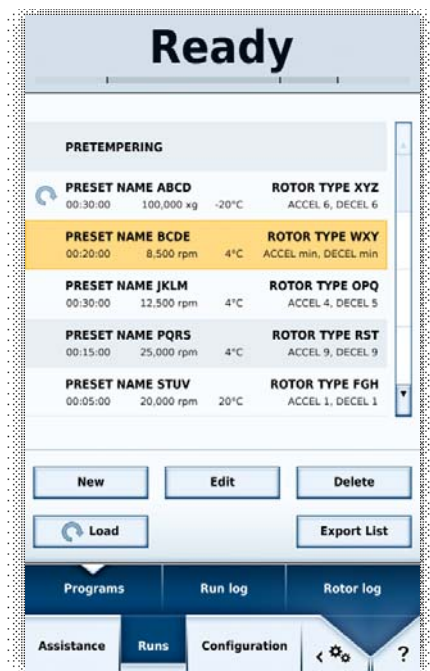 Ready
PRETEMPERING
PRESET NAME ABCD ROTOR TYPE XYZ
00:30:00 100,000 xg -20°C ACCEL 6, DECEL 6
PRESET NAME BCDE ROTOR TYPE WXY
00:20:00 8,500 rpm 4°C ACCEL min, DECEL min
PRESET NAME JKLM ROTOR TYPE OPQ
00:30:00 12,500 rpm 4°C ACCEL 4, DECEL 5
PRESET NAME PQRS ROTOR TYPE RST
00:15:00 25,000 rpm 4°C ACCEL 9, DECEL 9
PRESET NAME STUV ROTOR TYPE FGH
00:05:00 20,000 rpm 20°C ACCEL 1, DECEL 1
New Edit Delete
Load Export List
Programs Run log Rotor log
Assistance Runs Configuration < ?